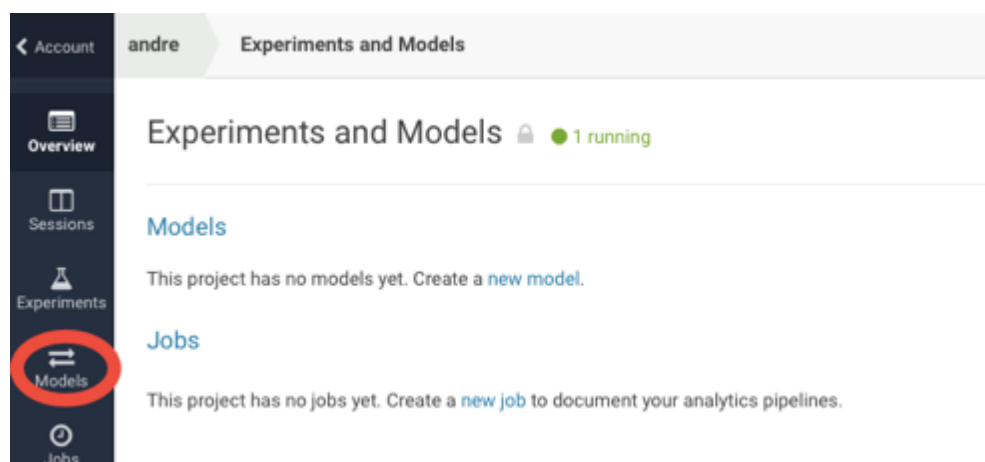 Account
andre
Experiments and Models
Overview
Sessions
Experiments
Models
Jobs
Experiments and Models
1 running
Models
This project has no models yet. Create a new model.
Jobs
This project has no jobs yet. Create a new job to document your analytics pipelines.